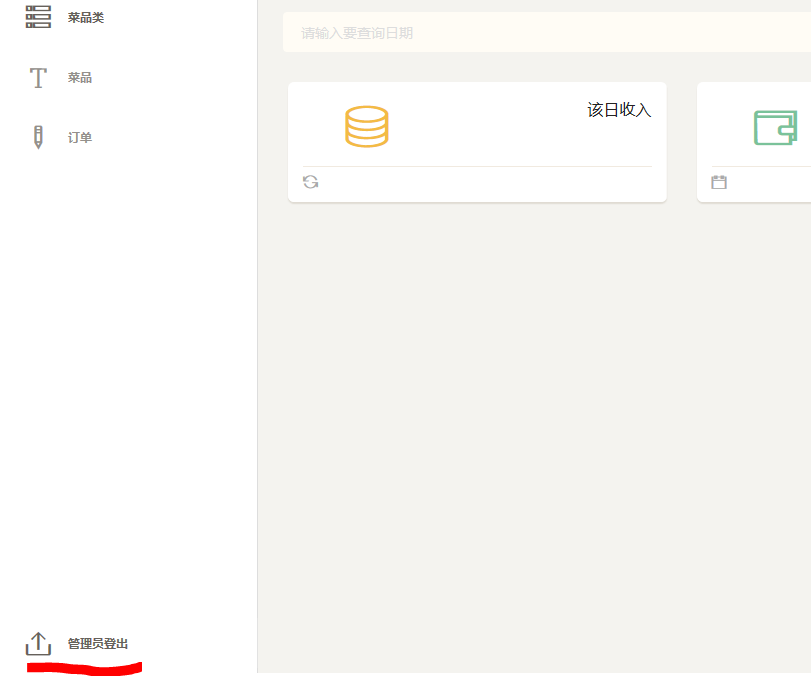 菜品类
菜品
订单
管理员登出
请输入要查询日期
该日收入